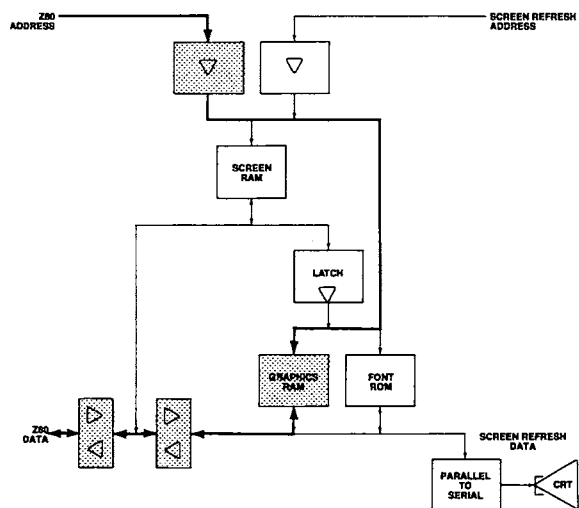 Z80
ADDRESS
SCREEN REFRESH
ADDRESS
SCREEN
RAM
LATCH
GRAPHICS
RAM
FONT
ROM
Z80
DATA
SCREEN REFRESH
DATA
PARALLEL
TO
SERIAL
CRT